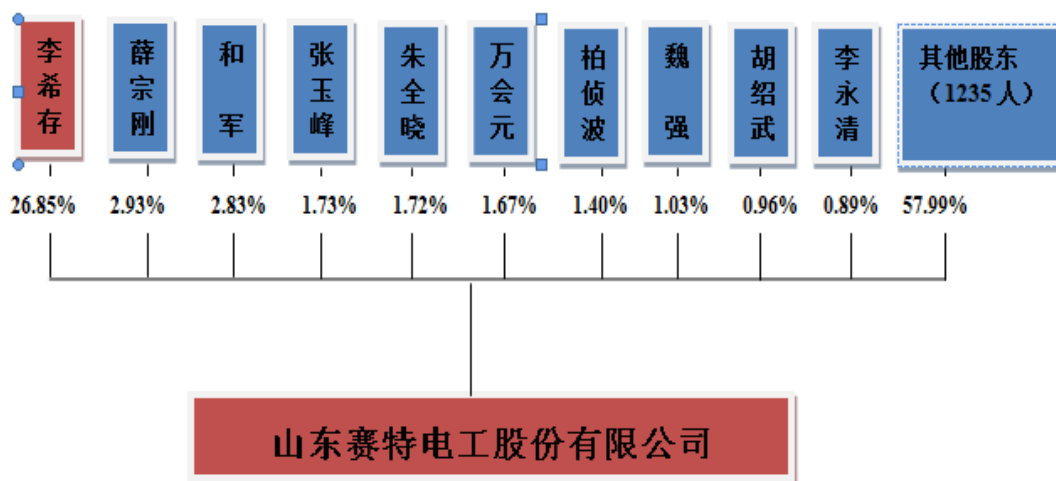 李希存
薛宗刚
和军
张玉峰
朱全晓
万会元
柏侦波
魏强
胡绍武
李永清
其他股东
（1235人）
26.85%
2.93%
2.83%
1.73%
1.72%
1.67%
1.40%
1.03%
0.96%
0.89%
57.99%
山东赛特电工股份有限公司